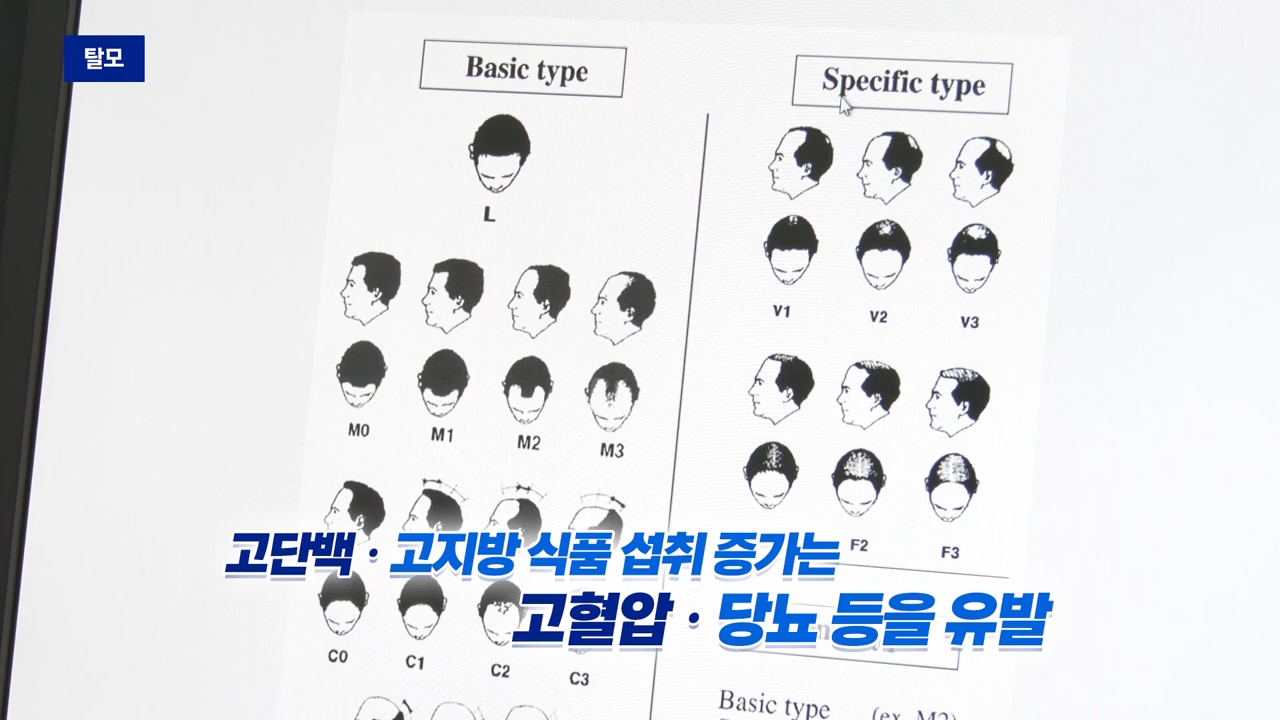 탈모
Basic type
Specific type
L
V1 V2 V3
M0 M1 M2 M3
고단백 · 고지방 식품 섭취 증가는
F2 F3
고혈압 · 당뇨 등을 유발
C0 C1 C2 C3
Basic type (ex. M2)